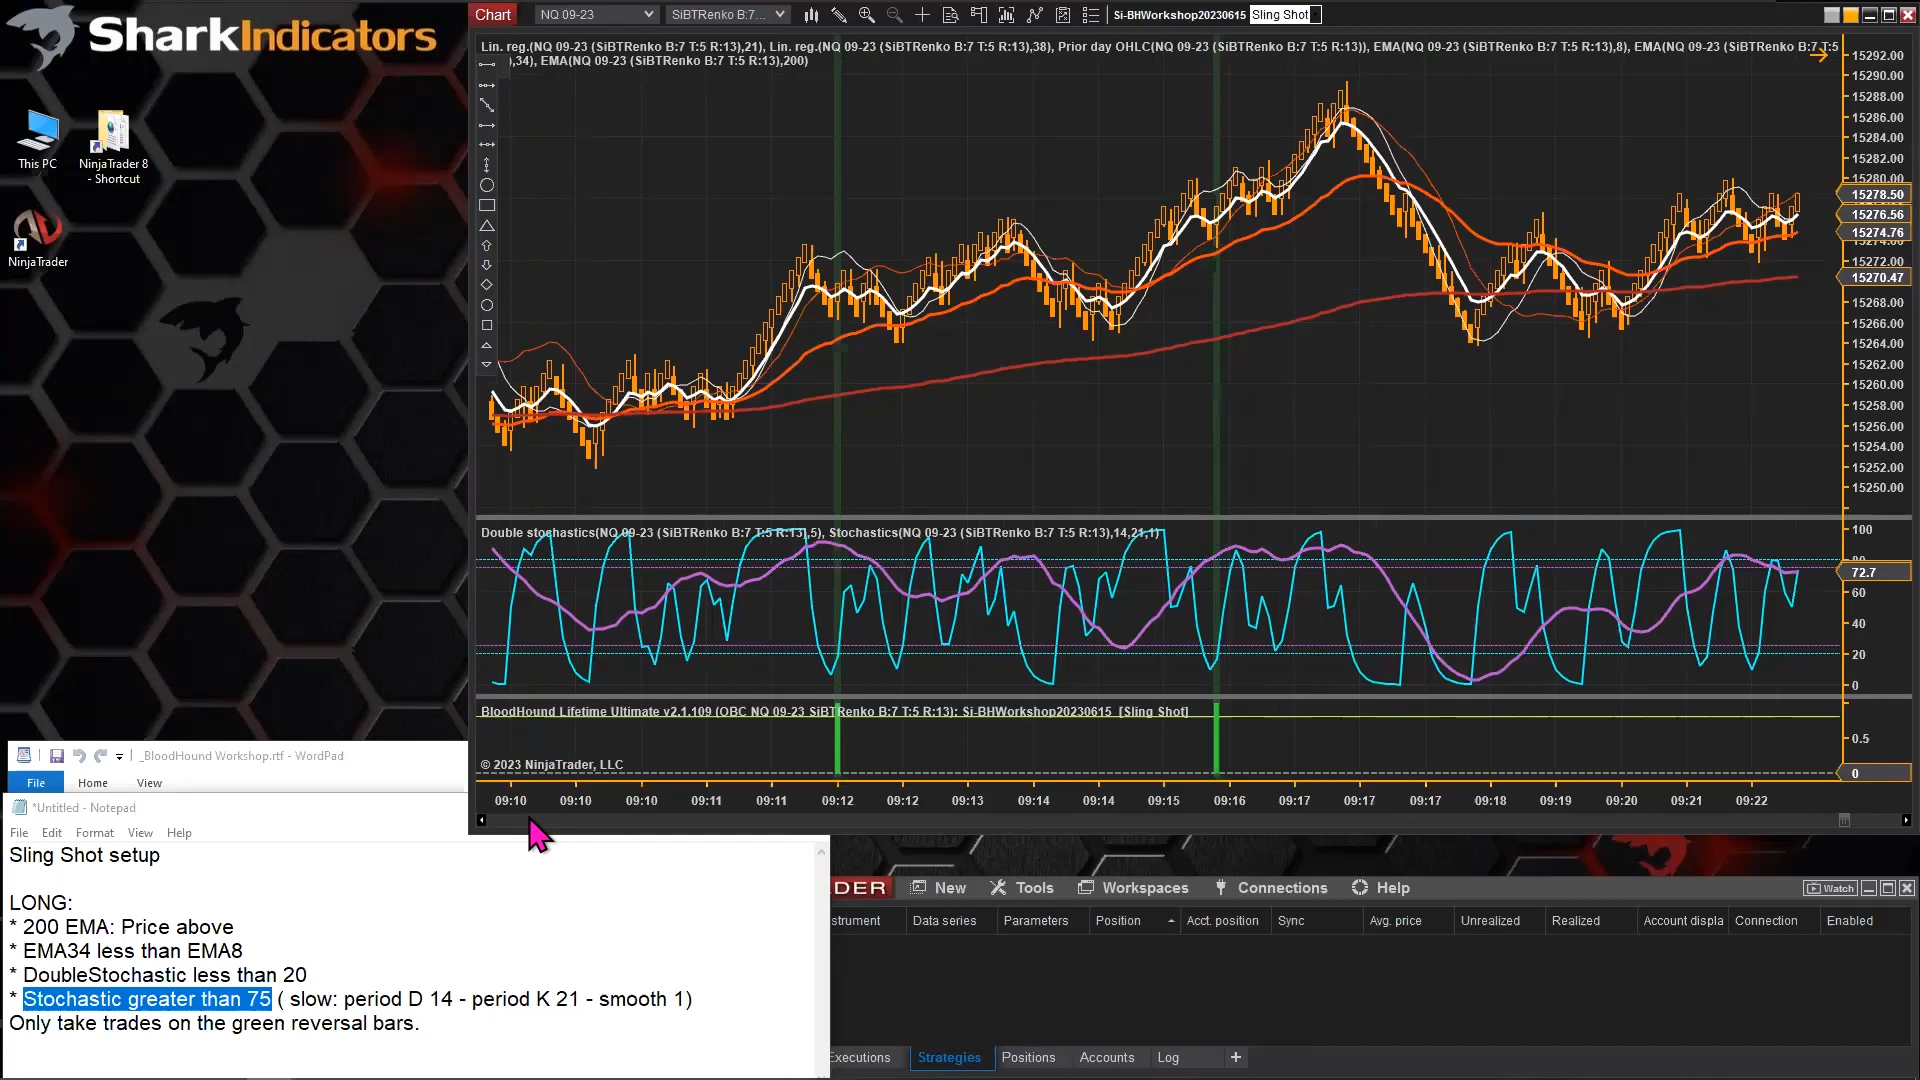 SharkIndicators
This PC
NinjaTrader 8
- Shortcut
NinjaTrader
Chart
NQ 09-23
SiBTRenko B:7...
Si-BHWorkshop20230615
Sling Shot
Lin. reg.(NQ 09-23 (SiBTRenko B:7 T:5 R:13),21), Lin. reg.(NQ 09-23 (SiBTRenko B:7 T:5 R:13),38), Prior day OHLC(NQ 09-23 (SiBTRenko B:7 T:5 R:13)), EMA(NQ 09-23 (SiBTRenko B:7 T:5 R:13),8), EMA(NQ 09-23 (SiBTRenko B:7 T:5
),34), EMA(NQ 09-23 (SiBTRenko B:7 T:5 R:13),200)
15292.00
15290.00
15288.00
15286.00
15284.00
15282.00
15280.00
15278.50
15276.56
15274.76
15274.00
15272.00
15270.47
15268.00
15266.00
15264.00
15262.00
15260.00
15258.00
15256.00
15254.00
15252.00
15250.00
Double stochastics(NQ 09-23 (SiBTRenko B:7 T:5 R:13),5), Stochastics(NQ 09-23 (SiBTRenko B:7 T:5 R:13),14,21,1)
100
80
72.7
60
40
20
0
BloodHound Lifetime Ultimate v2.1.109 (OBC NQ 09-23 SiBTRenko B:7 T:5 R:13): Si-BHWorkshop20230615 [Sling Shot]
0.5
0
© 2023 NinjaTrader, LLC
09:10 09:10 09:10 09:11 09:11 09:12 09:12 09:13 09:14 09:14 09:15 09:16 09:17 09:17 09:17 09:18 09:19 09:20 09:21 09:22
_BloodHound Workshop.rtf - WordPad
File Home View
*Untitled - Notepad
File Edit Format View Help
Sling Shot setup
LONG:
* 200 EMA: Price above
* EMA34 less than EMA8
* DoubleStochastic less than 20
* Stochastic greater than 75 ( slow: period D 14 - period K 21 - smooth 1)
Only take trades on the green reversal bars.
DER New Tools Workspaces Connections Help
Watch
strument Data series Parameters Position Acct. position Sync Avg. price Unrealized Realized Account displa Connection Enabled
Executions Strategies Positions Accounts Log +